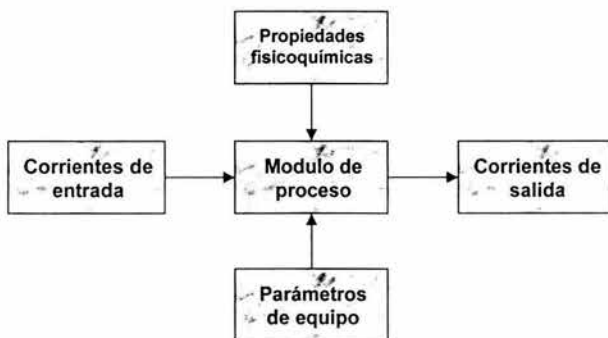 Propiedades
fisicoquímicas
Corrientes de
entrada
Modulo de
proceso
Corrientes de
salida
Parámetros
de equipo